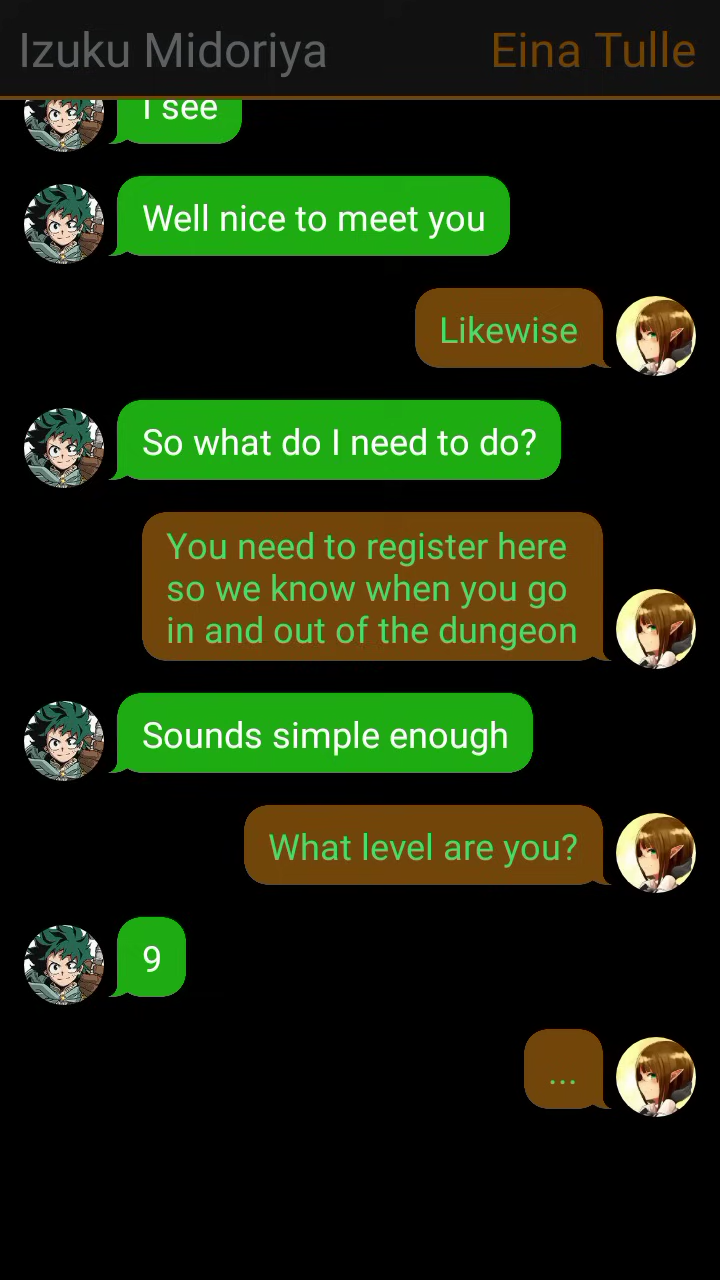 Izuku Midoriya
Eina Tulle
I see
Well nice to meet you
Likewise
So what do I need to do?
You need to register here
so we know when you go
in and out of the dungeon
Sounds simple enough
What level are you?
9
...